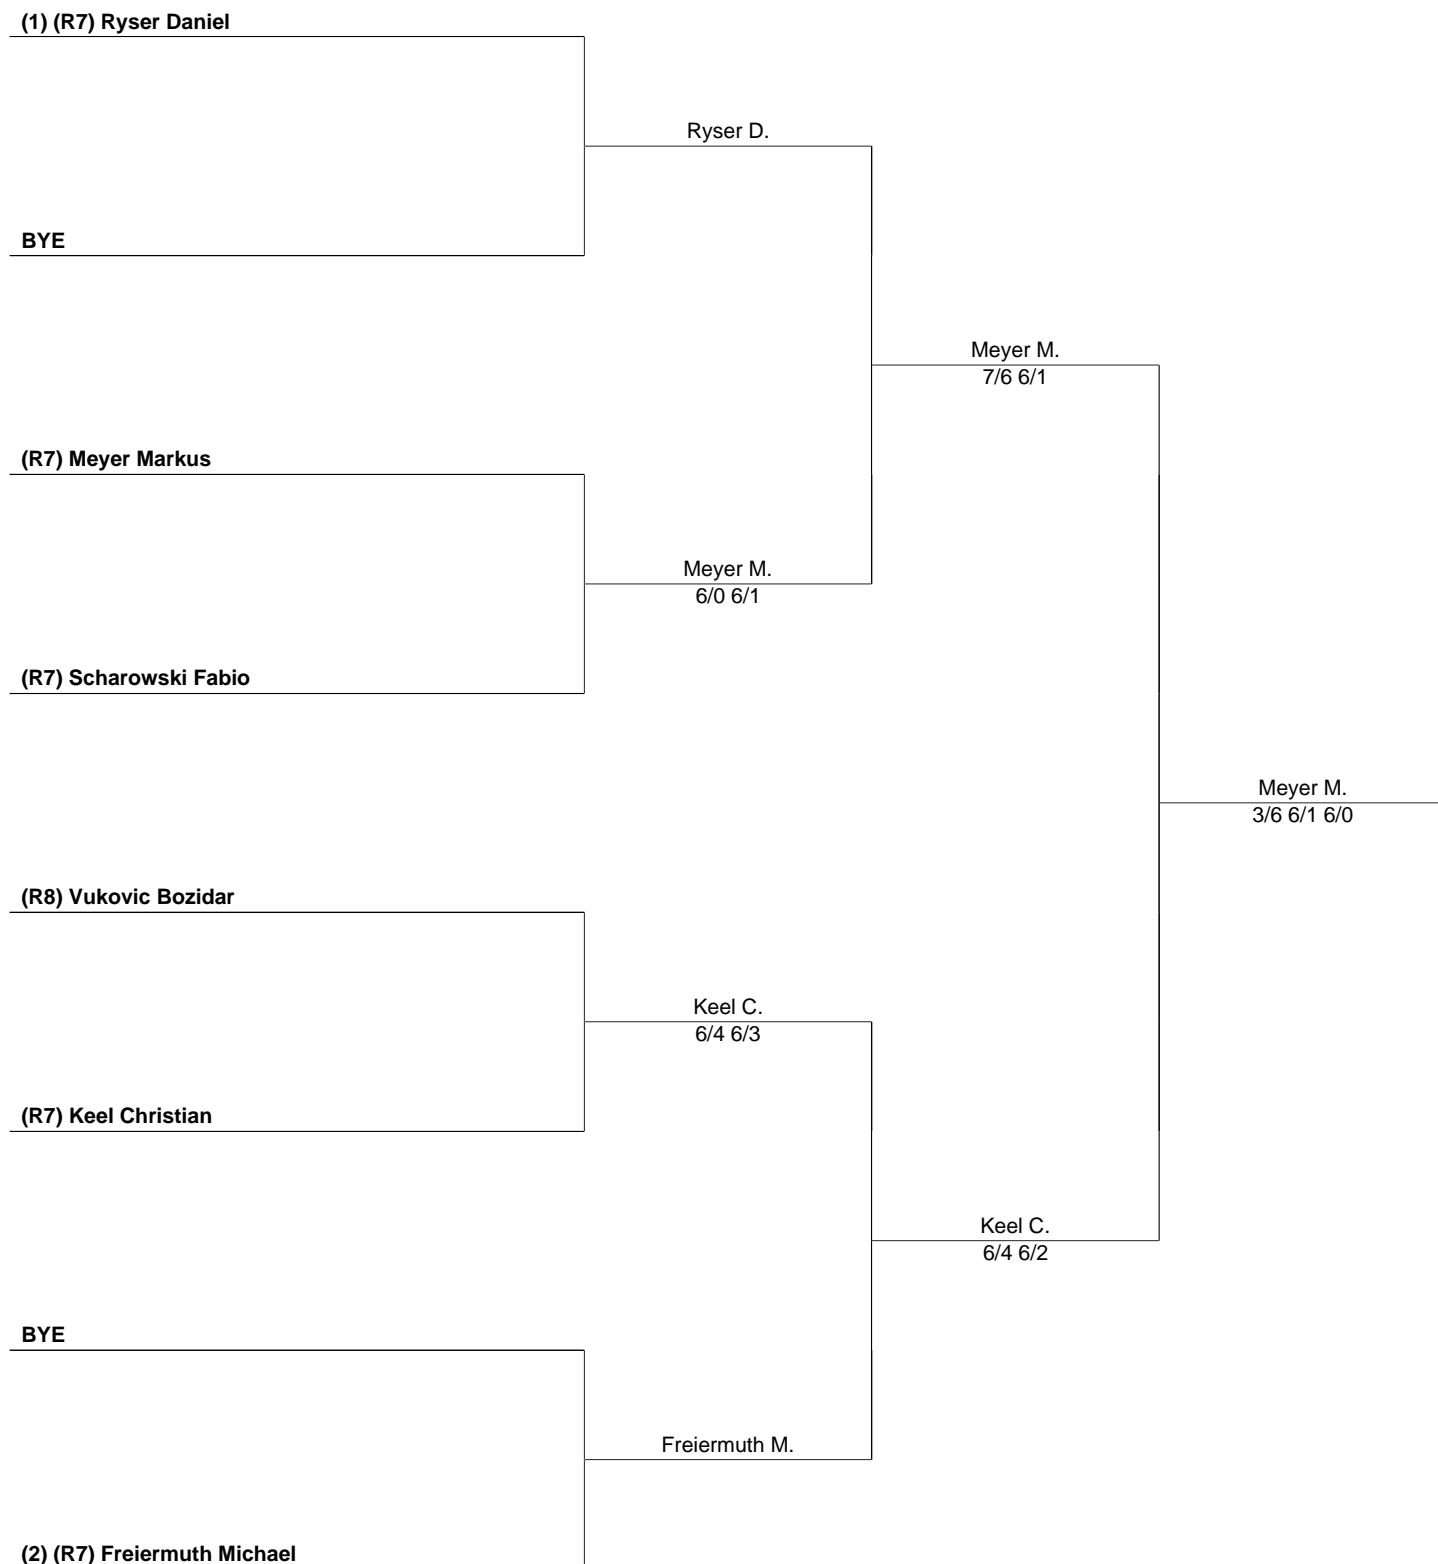 (1) (R7) Ryser Daniel
Ryser D.
BYE
Meyer M.
7/6 6/1
(R7) Meyer Markus
Meyer M.
6/0 6/1
(R7) Scharowski Fabio
Meyer M.
3/6 6/1 6/0
(R8) Vukovic Bozidar
Keel C.
6/4 6/3
(R7) Keel Christian
Keel C.
6/4 6/2
BYE
Freiermuth M.
(2) (R7) Freiermuth Michael